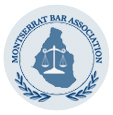 MONTSERRAT BAR ASSOCIATION